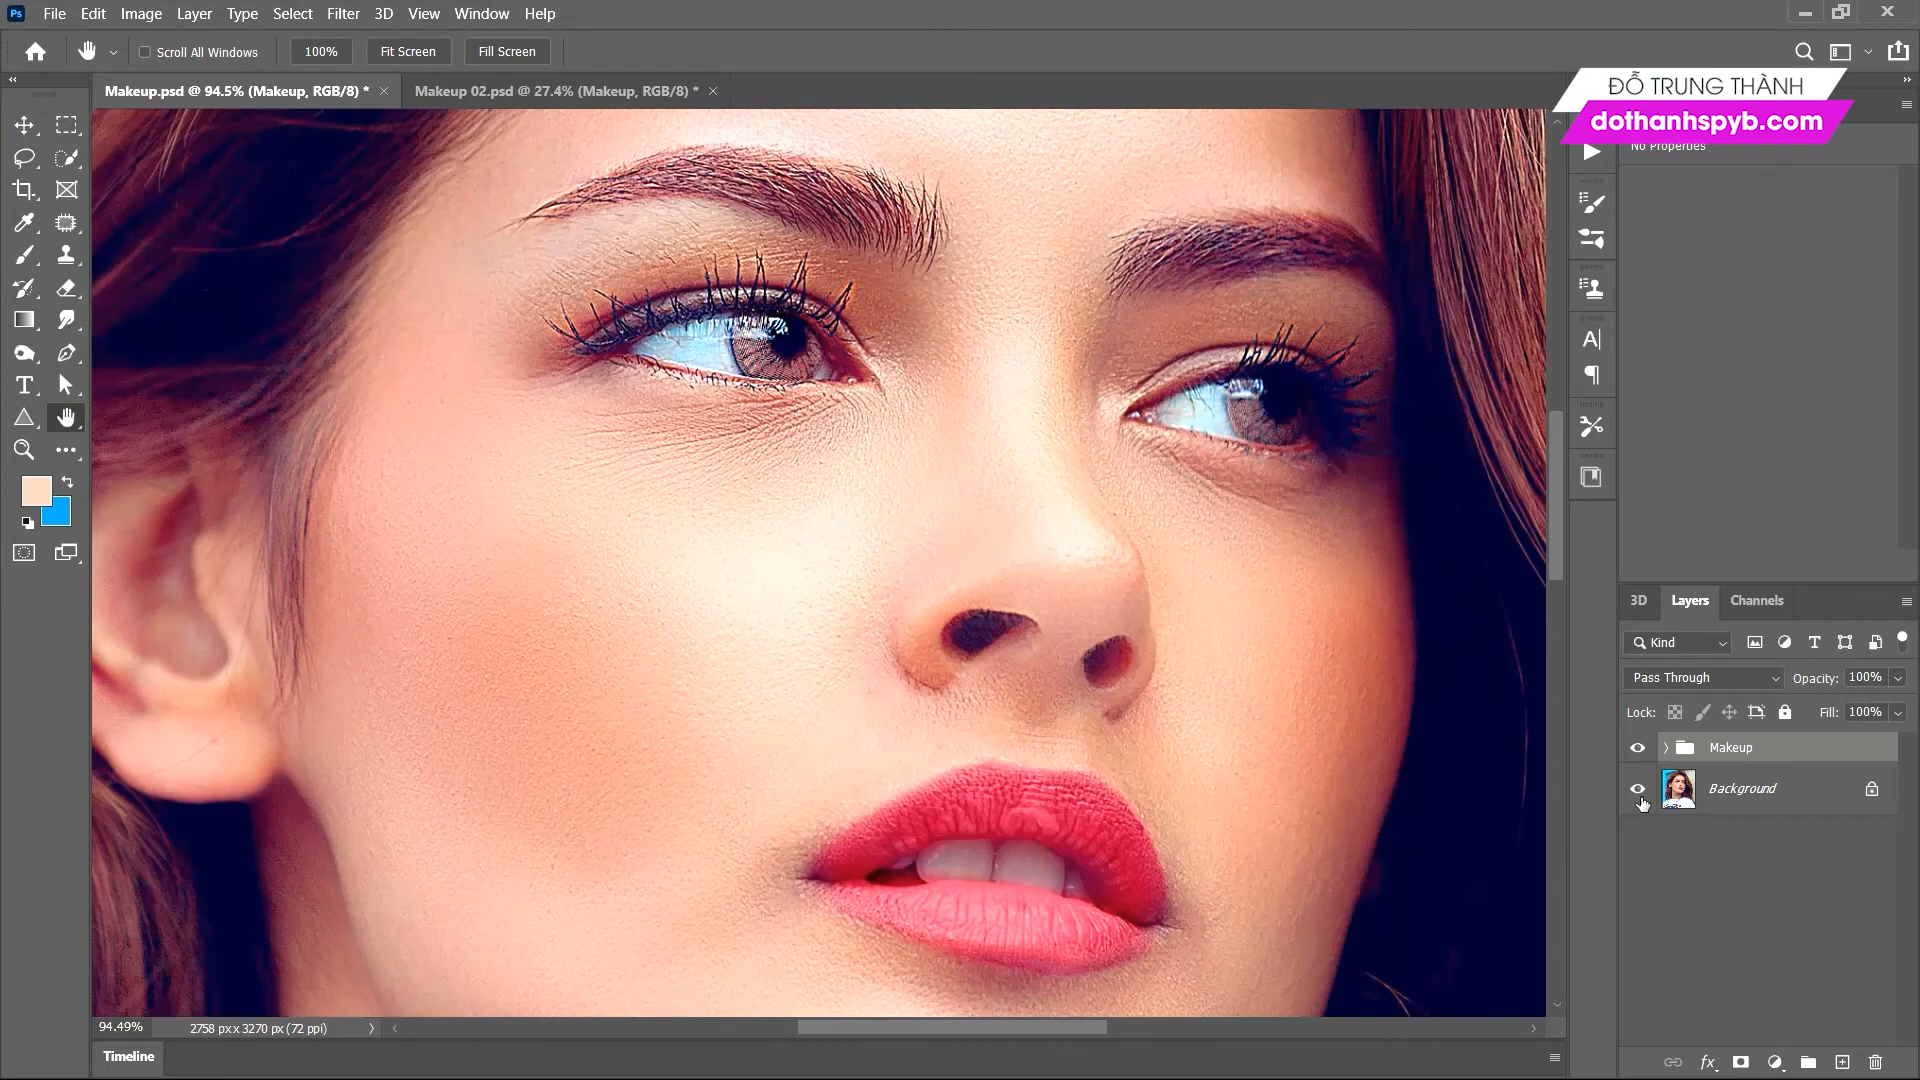 Ps File Edit Image Layer Type Select Filter 3D View Window Help
Scroll All Windows 100% Fit Screen Fill Screen
Makeup.psd @ 94.5% (Makeup, RGB/8) * Makeup 02.psd @ 27.4% (Makeup, RGB/8) *
ĐỖ TRUNG THÀNH
dothanhspyb.com
No Properties
3D Layers Channels
Kind
Pass Through Opacity: 100%
Lock: Fill: 100%
Makeup
Background
94.49% 2758 px x 3270 px (72 ppi)
Timeline